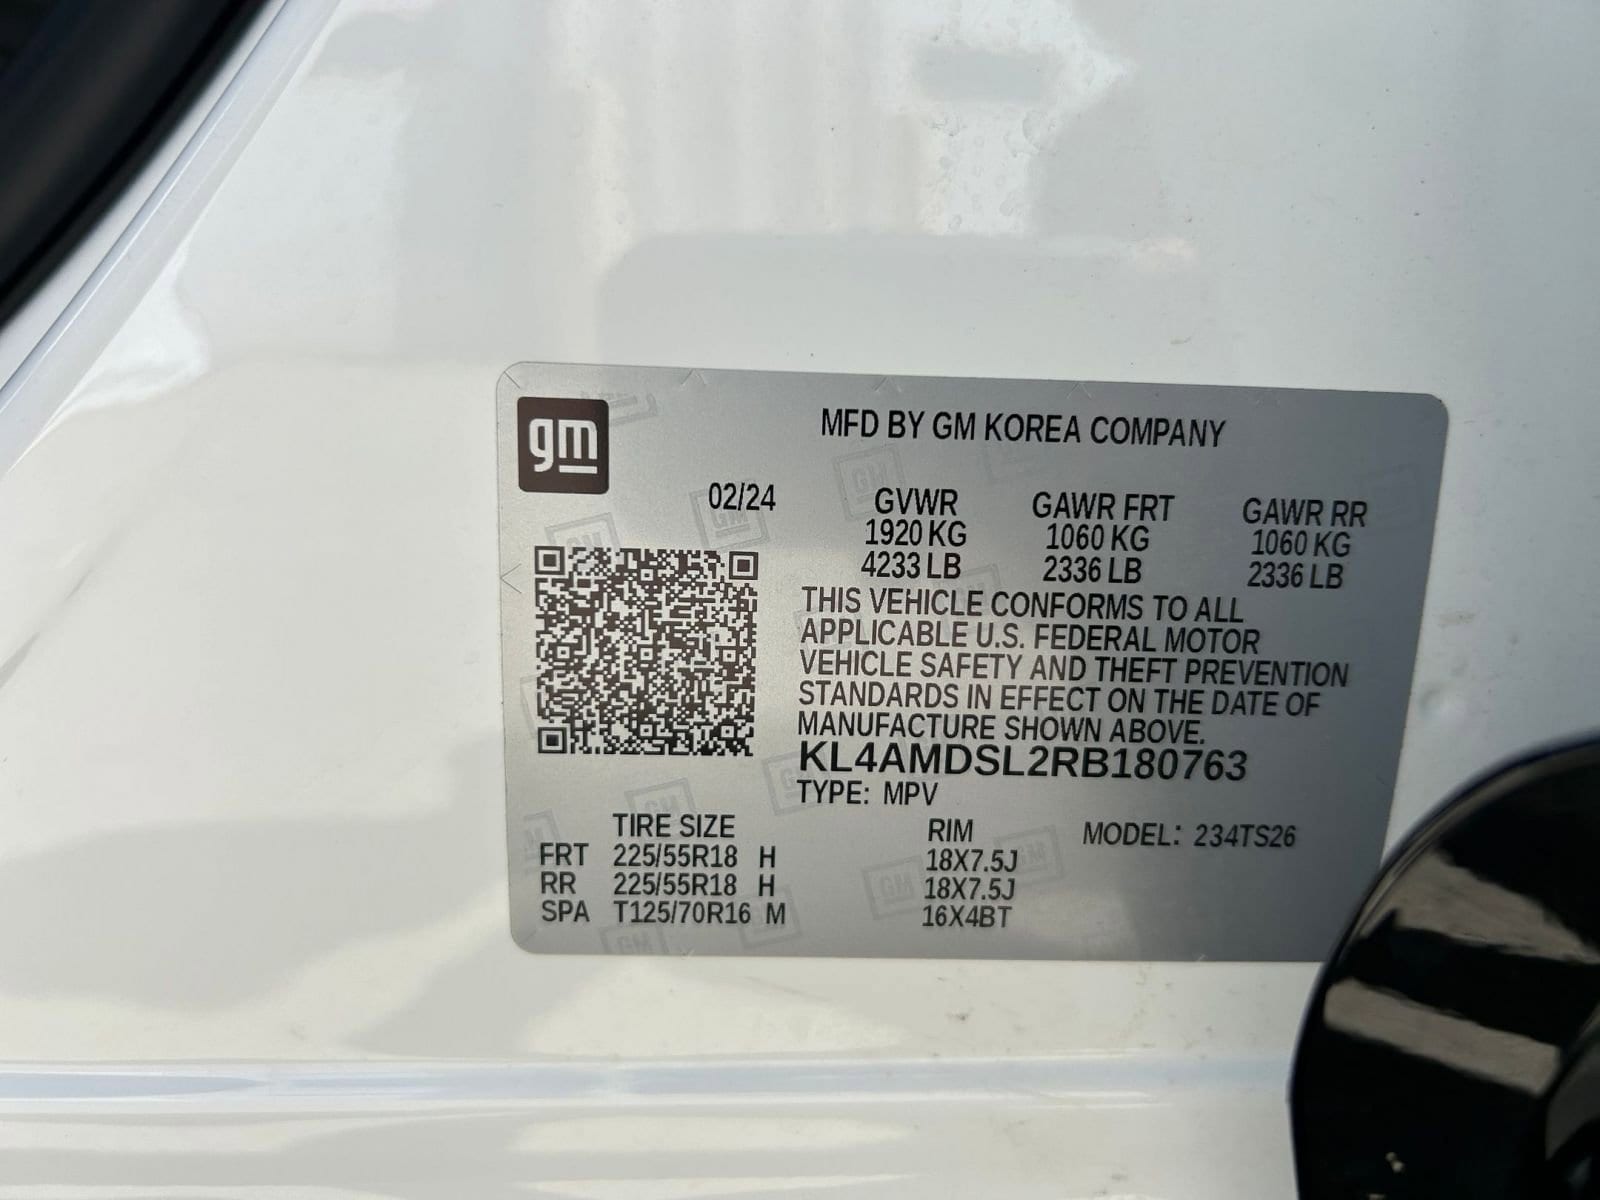 gm
MFD BY GM KOREA COMPANY
02/24 GVWR GAWR FRT GAWR RR
1920 KG 1060 KG 1060 KG
4233 LB 2336 LB 2336 LB
THIS VEHICLE CONFORMS TO ALL
APPLICABLE U.S. FEDERAL MOTOR
VEHICLE SAFETY AND THEFT PREVENTION
STANDARDS IN EFFECT ON THE DATE OF
MANUFACTURE SHOWN ABOVE.
KL4AMDSL2RB180763
TYPE: MPV
TIRE SIZE RIM MODEL: 234TS26
FRT 225/55R18 H 18X7.5J
RR 225/55R18 H 18X7.5J
SPA T125/70R16 M 16X4BT